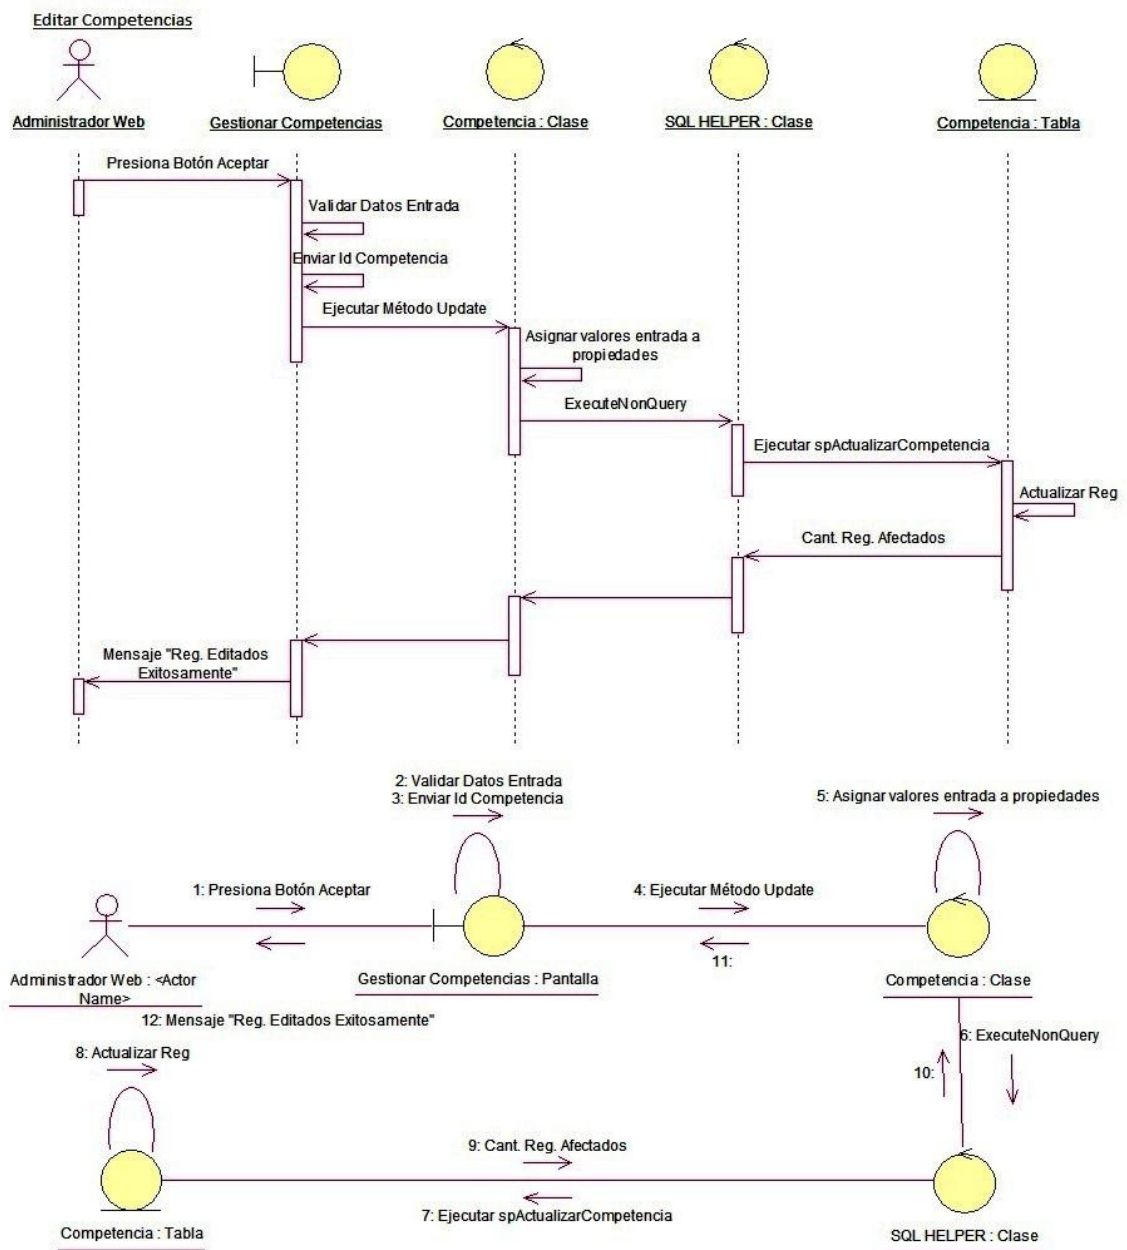 Editar Competencias
Administrador Web
Gestionar Competencias
Competencia : Clase
SQL HELPER : Clase
Competencia : Tabla
Presiona Botón Aceptar
Validar Datos Entrada
Enviar Id Competencia
Ejecutar Método Update
Asignar valores entrada a
propiedades
ExecuteNonQuery
Ejecutar spActualizarCompetencia
Actualizar Reg
Cant. Reg. Afectados
Mensaje "Reg. Editados
Exitosamente"
2: Validar Datos Entrada
3: Enviar Id Competencia
5: Asignar valores entrada a propiedades
1: Presiona Botón Aceptar
4: Ejecutar Método Update
11:
Administrador Web : <Actor
Name>
Gestionar Competencias : Pantalla
Competencia : Clase
12: Mensaje "Reg. Editados Exitosamente"
6: ExecuteNonQuery
8: Actualizar Reg
10:
9: Cant. Reg. Afectados
7: Ejecutar spActualizarCompetencia
Competencia : Tabla
SQL HELPER : Clase